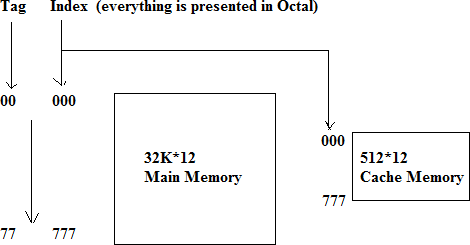 Tag Index (everything is presented in Octal)
00 000
000
32K*12
Main Memory
512*12
Cache Memory
777
77 777